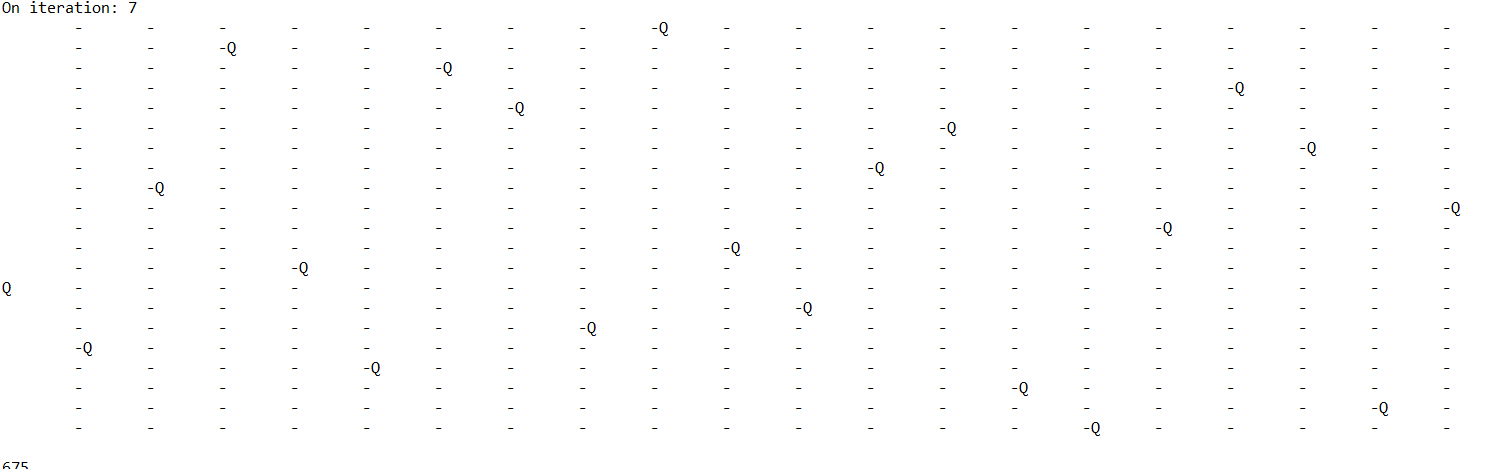 On iteration: 7
- - - - - - - - -Q - - - - - - - - - - -
- - -Q - - - - - - - - - - - - - - - - -
- - - - - -Q - - - - - - - - - - - - - -
- - - - - - - - - - - - - - - - -Q - - -
- - - - - - -Q - - - - - - - - - - - - -
- - - - - - - - - - - - -Q - - - - - - -
- - - - - - - - - - - - - - - - - -Q - -
- - - - - - - - - - - -Q - - - - - - - -
- -Q - - - - - - - - - - - - - - - - - -
- - - - - - - - - - - - - - - - - - - -Q
- - - - - - - - - - - - - - - -Q - - - -
- - - - - - - - - -Q - - - - - - - - - -
- - - -Q - - - - - - - - - - - - - - - -
Q - - - - - - - - - - - - - - - - - - - -
- - - - - - - - - - -Q - - - - - - - - -
- - - - - - - -Q - - - - - - - - - - - -
-Q - - - - - - - - - - - - - - - - - - -
- - - - -Q - - - - - - - - - - - - - - -
- - - - - - - - - - - - - -Q - - - - - -
- - - - - - - - - - - - - - - - - - -Q -
- - - - - - - - - - - - - - -Q - - - - -
675